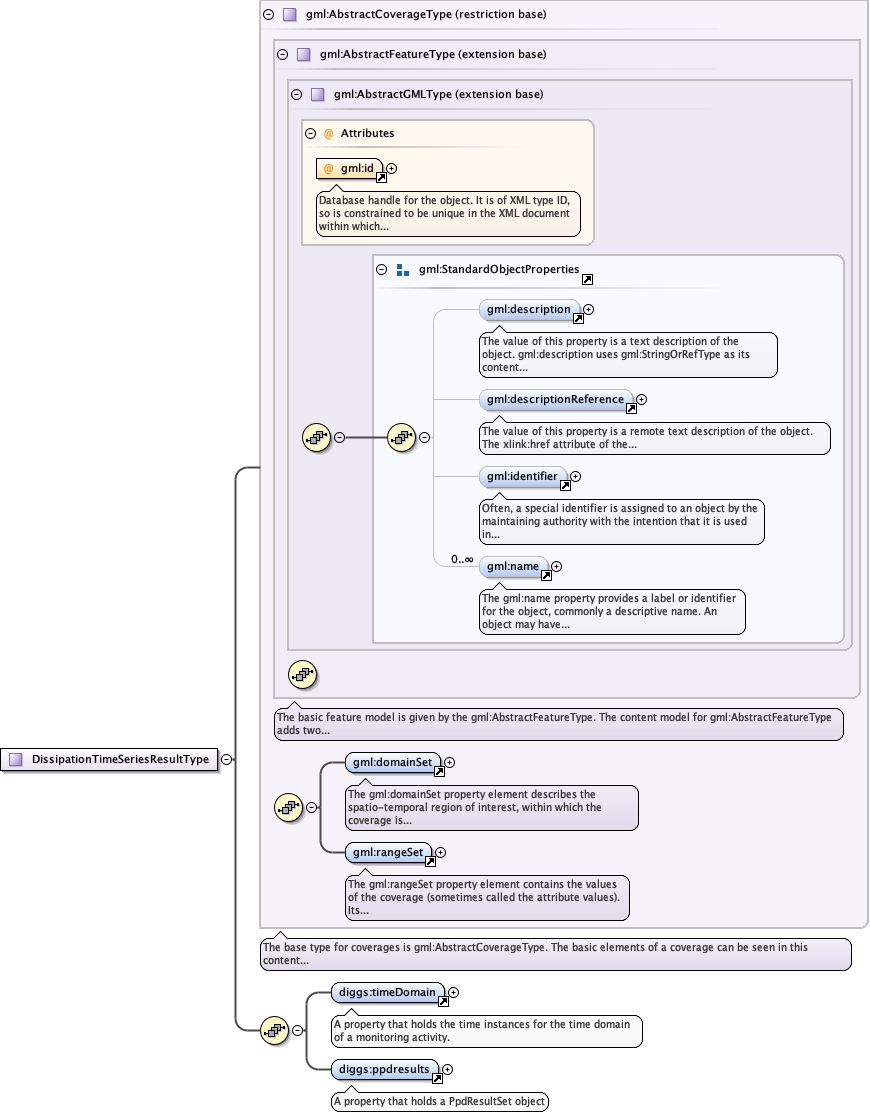 gml:AbstractCoverageType (restriction base)
gml:AbstractFeatureType (extension base)
gml:AbstractGMLType (extension base)
@ Attributes
@ gml:id
Database handle for the object. It is of XML type ID,
so is constrained to be unique in the XML document
within which...
gml:StandardObjectProperties
gml:description
The value of this property is a text description of the
object. gml:description uses gml:StringOrRefType as its
content...
gml:descriptionReference
The value of this property is a remote text description of the object.
The xlink:href attribute of the...
gml:identifier
Often, a special identifier is assigned to an object by the
maintaining authority with the intention that it is used
in...
0..∞
gml:name
The gml:name property provides a label or identifier
for the object, commonly a descriptive name. An
object may have...
The basic feature model is given by the gml:AbstractFeatureType. The content model for gml:AbstractFeatureType
adds two...
DissipationTimeSeriesResultType
gml:domainSet
The gml:domainSet property element describes the
spatio-temporal region of interest, within which the
coverage is...
gml:rangeSet
The gml:rangeSet property element contains the values
of the coverage (sometimes called the attribute values).
Its...
The base type for coverages is gml:AbstractCoverageType. The basic elements of a coverage can be seen in this
content...
diggs:timeDomain
A property that holds the time instances for the time domain
of a monitoring activity.
diggs:ppdresults
A property that holds a PpdResultSet object